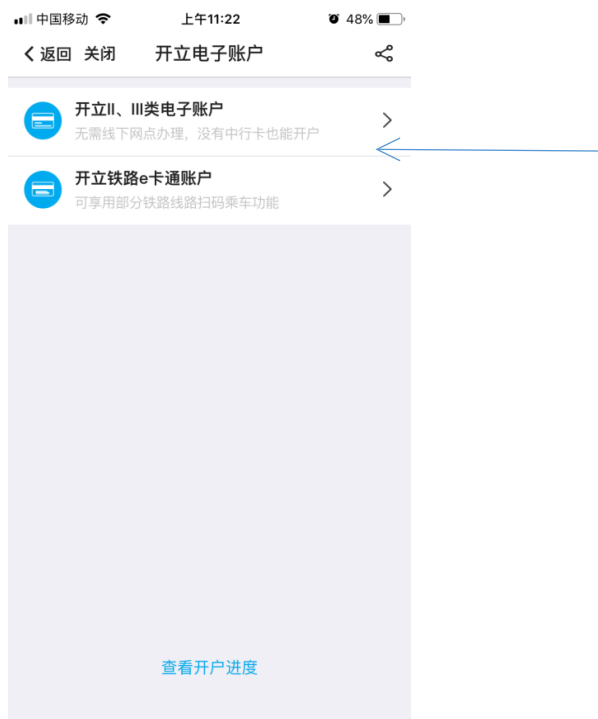 中国移动 上午11:22 48%
返回 关闭 开立电子账户
开立II、III类电子账户
无需线下网点办理，没有中行卡也能开户
开立铁路e卡通账户
可享用部分铁路线路扫码乘车功能
查看开户进度